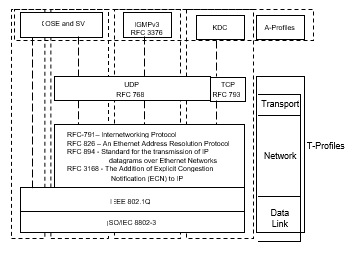 GOSE and SV
IGMPv3
RFC 3376
KDC
A-Profiles
UDP
RFC 768
TCP
RFC 793
Transport
T-Profiles
RFC-791– Internetworking Protocol
RFC 826 – An Ethernet Address Resolution Protocol
RFC 894 - Standard for the transmission of IP
datagrams over Ethernet Networks
RFC 3168 - The Addition of Explicit Congestion
Notification (ECN) to IP
Network
IEEE 802.1Q
ISO/IEC 8802-3
Data
Link